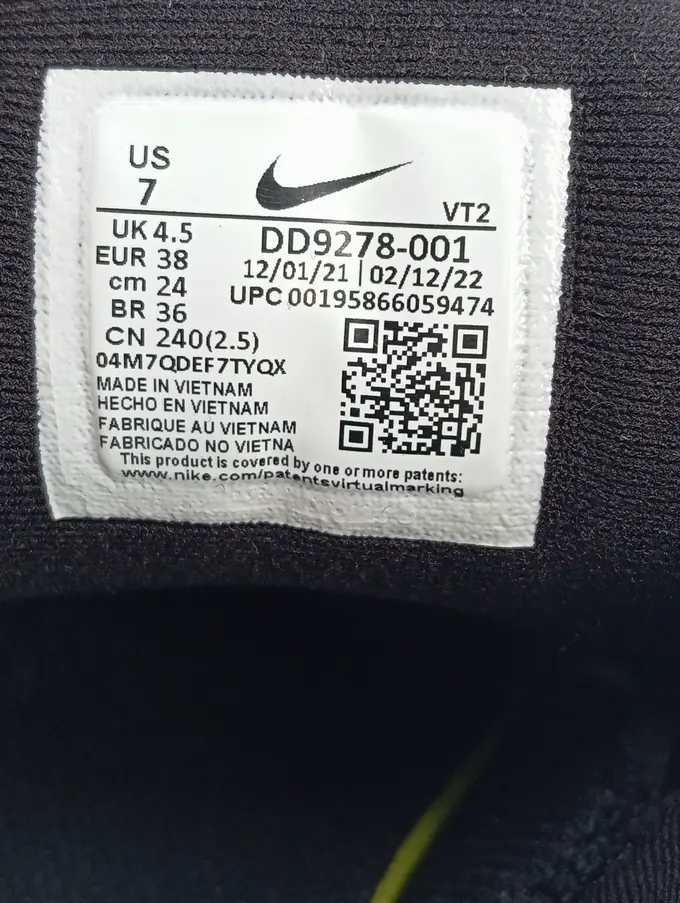 US
7
VT2
UK 4.5
EUR 38
cm 24
BR 36
CN 240(2.5)
DD9278-001
12/01/21 | 02/12/22
UPC 00195866059474
04M7QDEF7TYQX
MADE IN VIETNAM
HECHO EN VIETNAM
FABRIQUE AU VIETNAM
FABRICADO NO VIETNA
This product is covered by one or more patents:
www.nike.com/patentsvirtualmarking